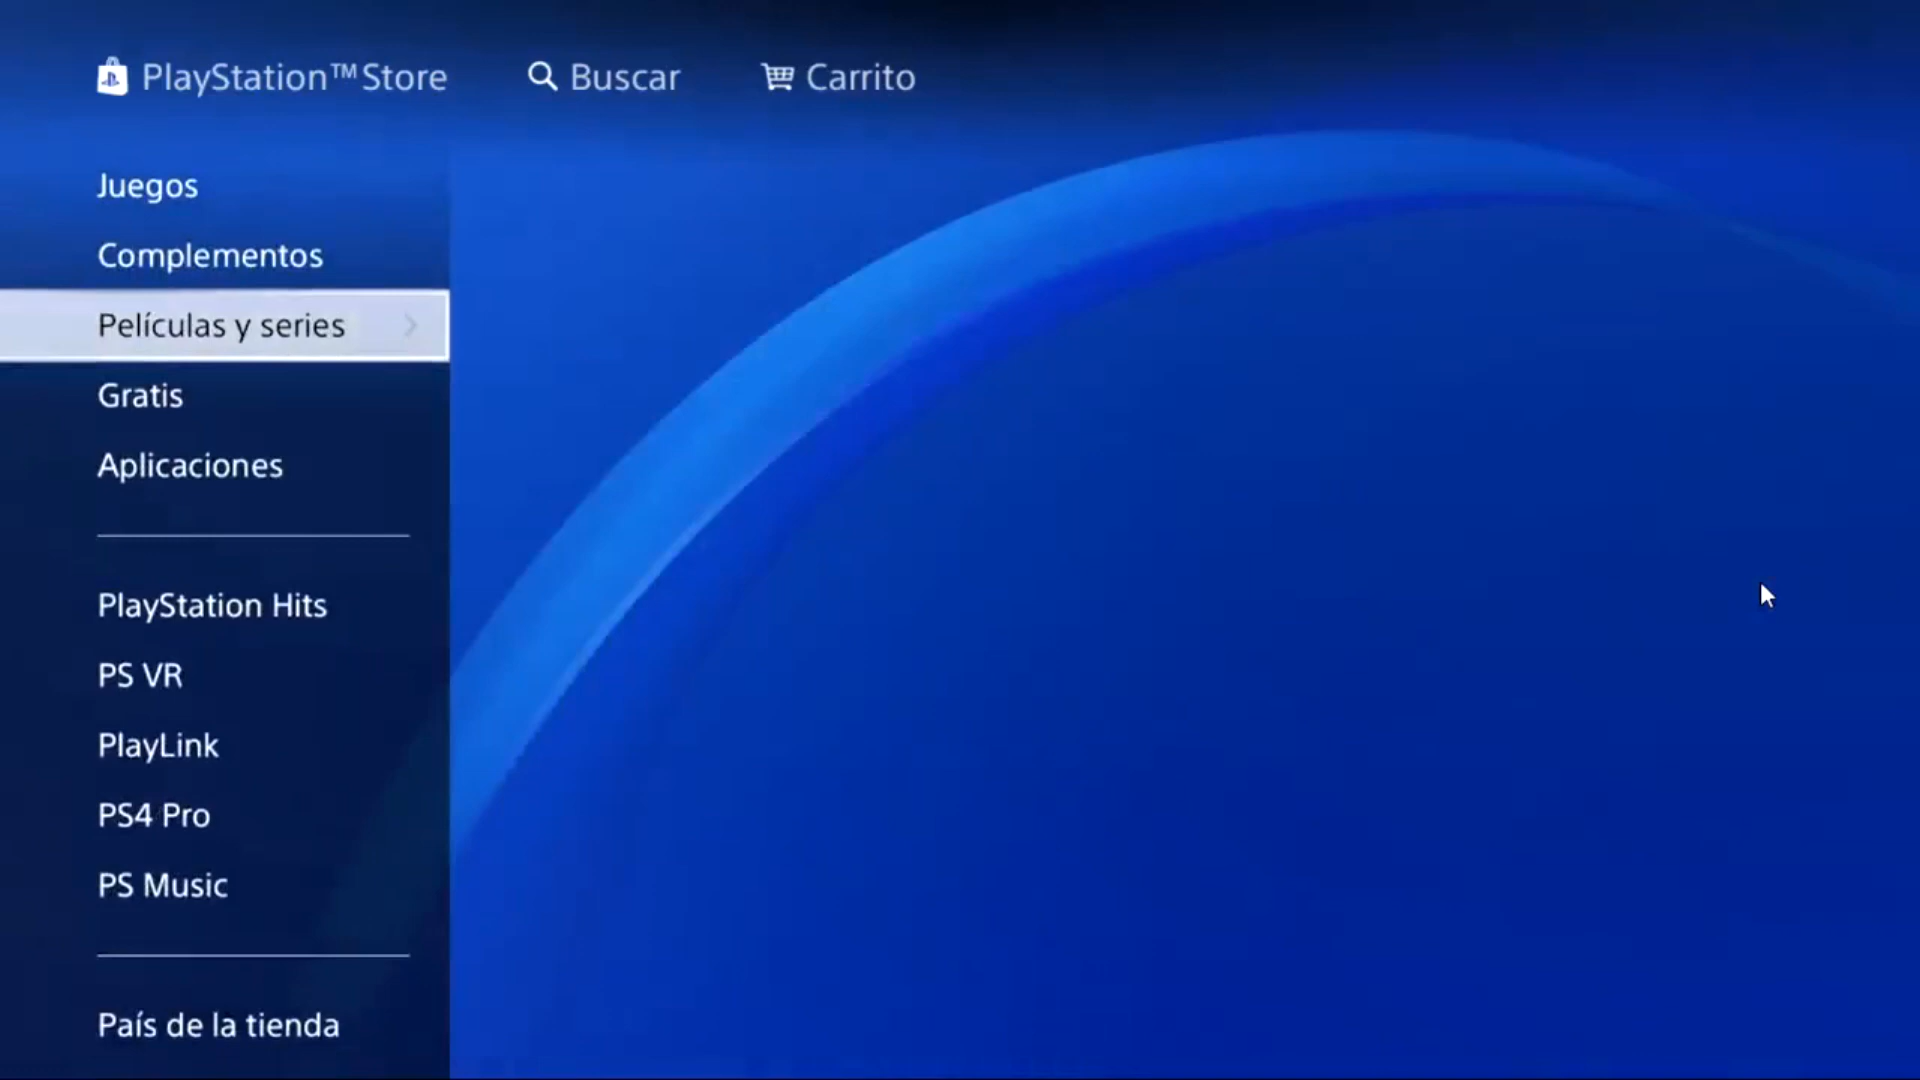 PlayStation™Store
Buscar
Carrito
Juegos
Complementos
Películas y series
Gratis
Aplicaciones
PlayStation Hits
PS VR
PlayLink
PS4 Pro
PS Music
País de la tienda